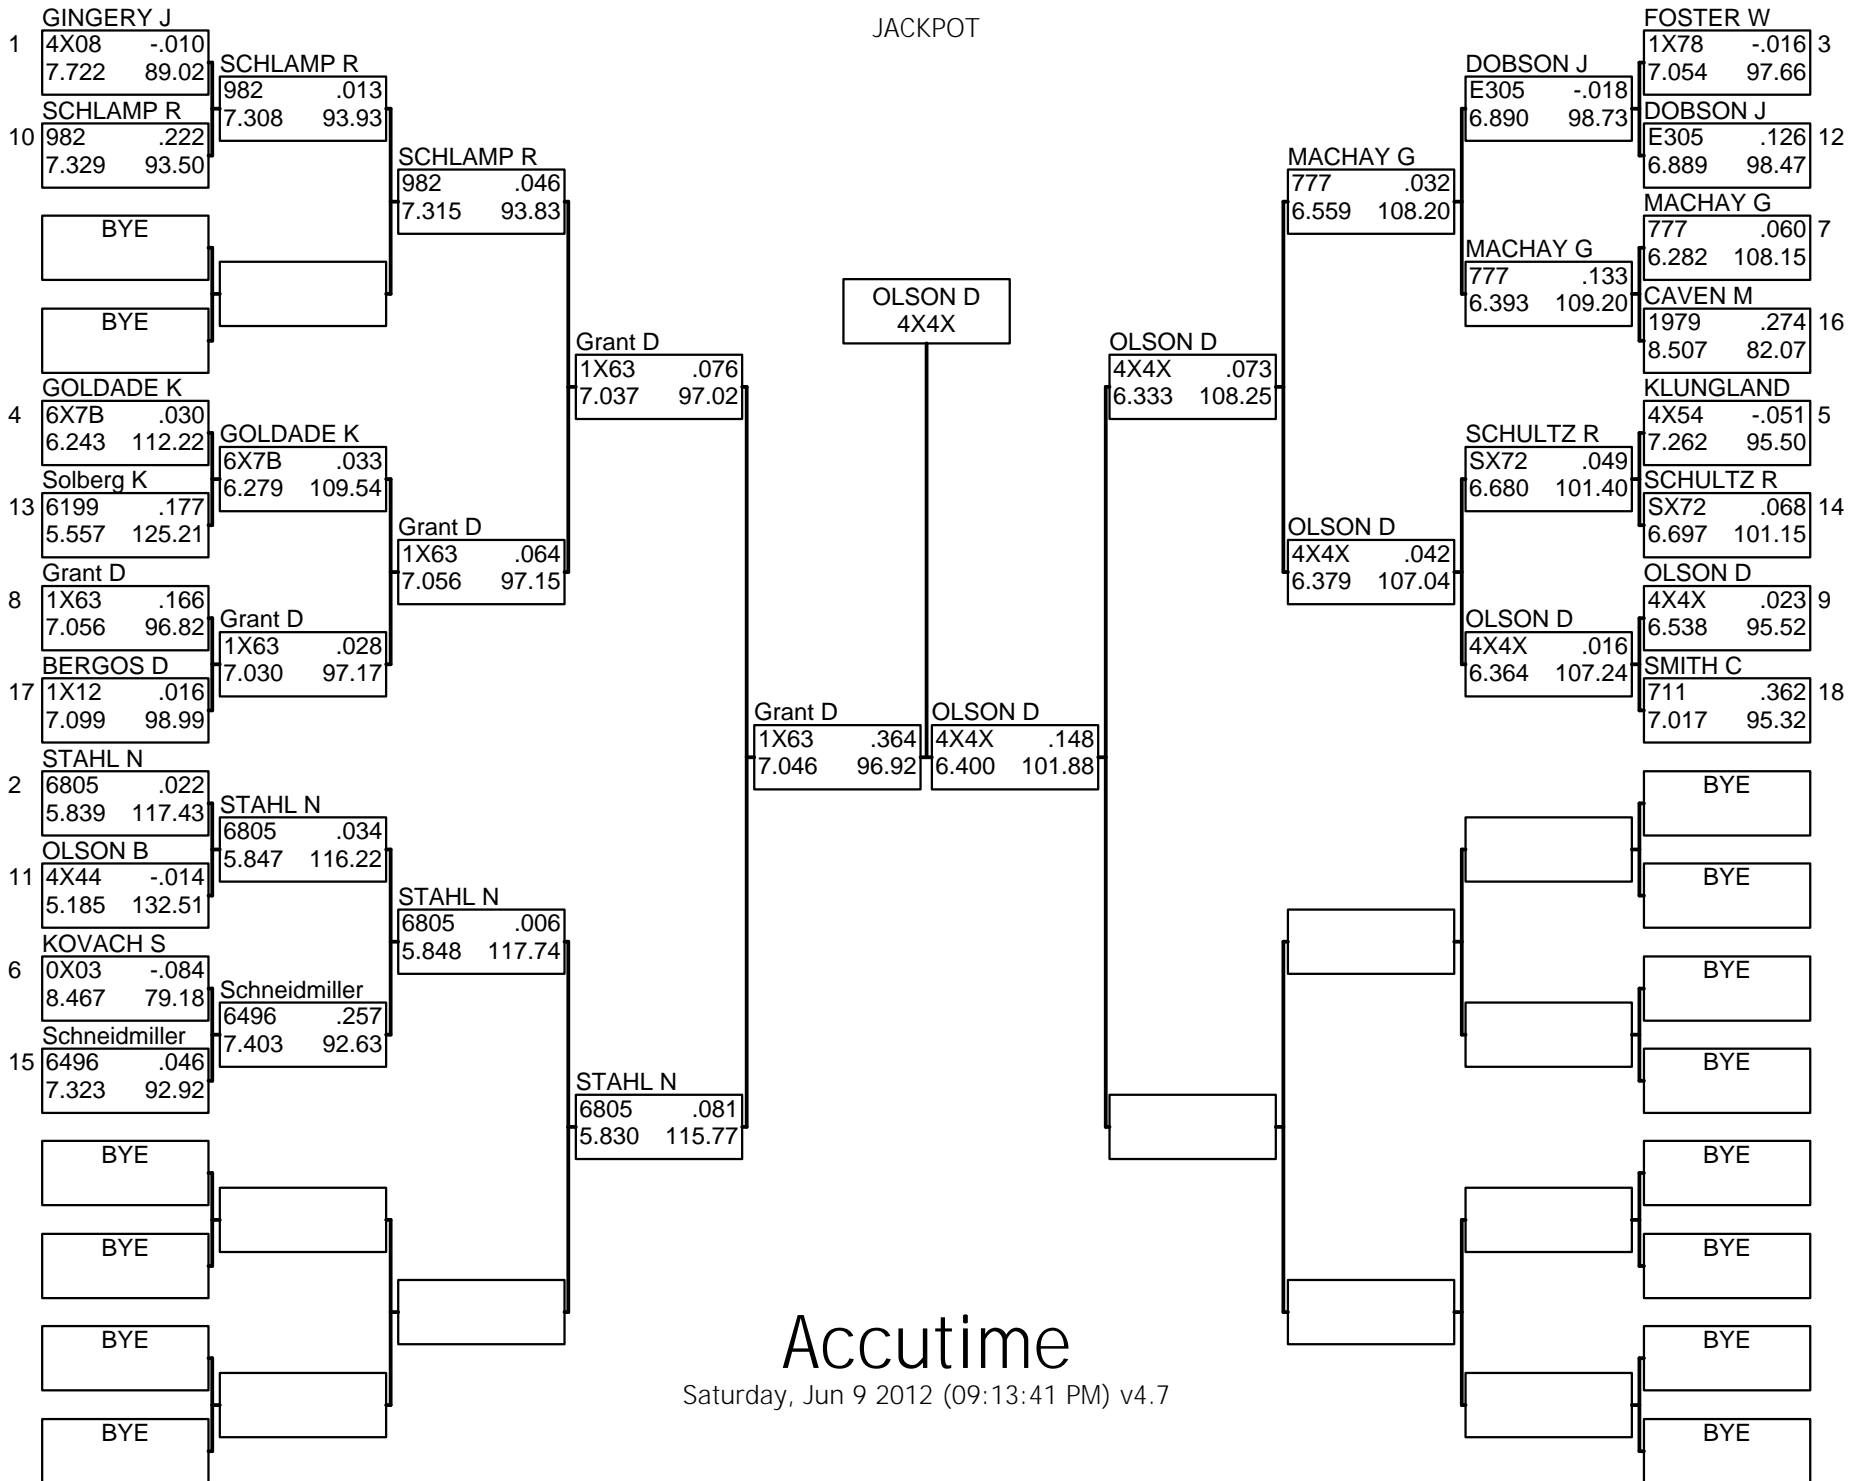 JACKPOT
GINGERY J
1 4X08 -.010
7.722 89.02
SCHLAMP R
10 982 .222
7.329 93.50
BYE
BYE
GOLDADE K
4 6X7B .030
6.243 112.22
Solberg K
13 6199 .177
5.557 125.21
Grant D
8 1X63 .166
7.056 96.82
BERGOS D
17 1X12 .016
7.099 98.99
STAHL N
2 6805 .022
5.839 117.43
OLSON B
11 4X44 -.014
5.185 132.51
KOVACH S
6 0X03 -.084
8.467 79.18
Schneidmiller
15 6496 .046
7.323 92.92
BYE
BYE
BYE
BYE
SCHLAMP R
982 .013
7.308 93.93
GOLDADE K
6X7B .033
6.279 109.54
Grant D
1X63 .028
7.030 97.17
STAHL N
6805 .034
5.847 116.22
Schneidmiller
6496 .257
7.403 92.63
SCHLAMP R
982 .046
7.315 93.83
Grant D
1X63 .064
7.056 97.15
STAHL N
6805 .006
5.848 117.74
Grant D
1X63 .076
7.037 97.02
STAHL N
6805 .081
5.830 115.77
Grant D
1X63 .364
7.046 96.92
OLSON D
4X4X
OLSON D
4X4X .148
6.400 101.88
OLSON D
4X4X .073
6.333 108.25
MACHAY G
777 .032
6.559 108.20
OLSON D
4X4X .042
6.379 107.04
DOBSON J
E305 -.018
6.890 98.73
MACHAY G
777 .133
6.393 109.20
SCHULTZ R
SX72 .049
6.680 101.40
OLSON D
4X4X .016
6.364 107.24
FOSTER W
1X78 -.016 3
7.054 97.66
DOBSON J
E305 .126 12
6.889 98.47
MACHAY G
777 .060 7
6.282 108.15
CAVEN M
1979 .274 16
8.507 82.07
KLUNGLAND
4X54 -.051 5
7.262 95.50
SCHULTZ R
SX72 .068 14
6.697 101.15
OLSON D
4X4X .023 9
6.538 95.52
SMITH C
711 .362 18
7.017 95.32
BYE
BYE
BYE
BYE
BYE
BYE
BYE
BYE
Accutime
Saturday, Jun 9 2012 (09:13:41 PM) v4.7